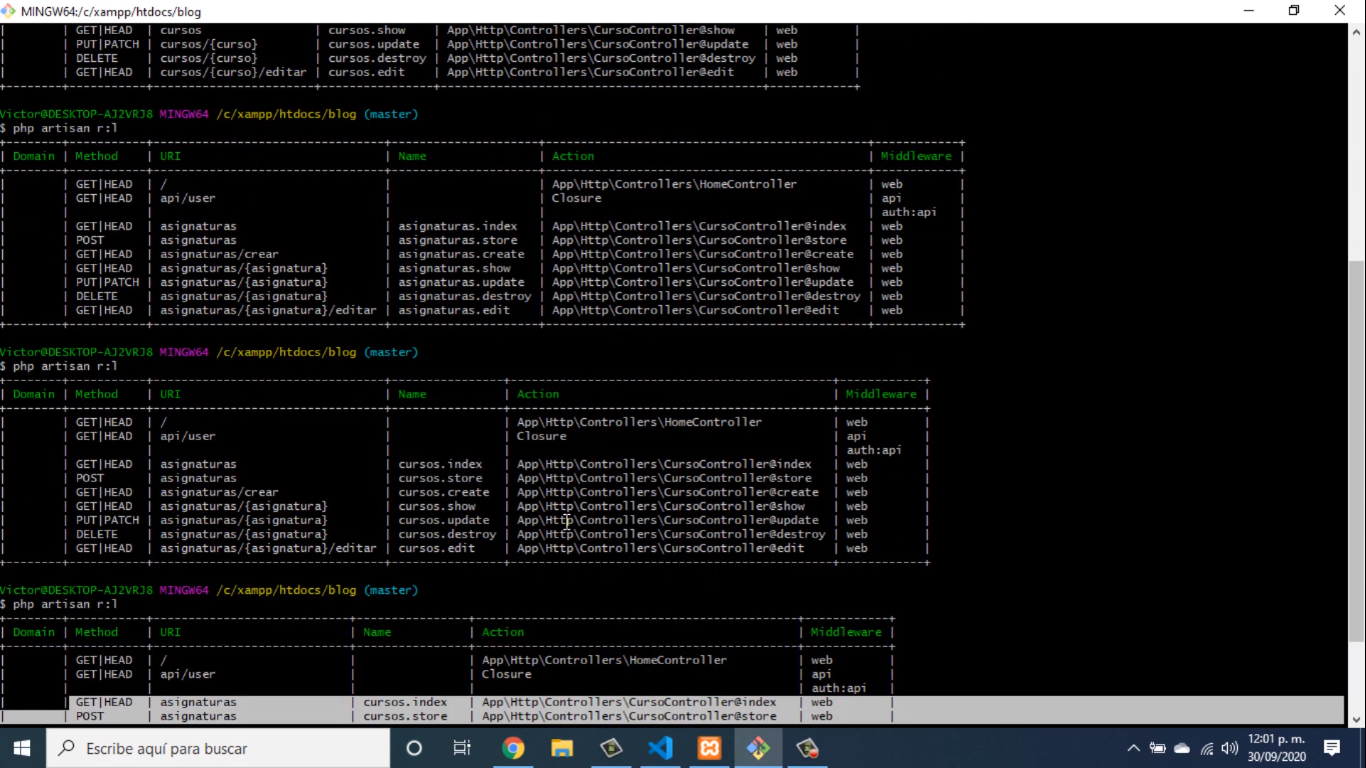 MINGW64:/c/xampp/htdocs/blog
| | GET|HEAD | cursos | cursos.show | App\Http\Controllers\CursoController@show | web |
| | PUT|PATCH | cursos/{curso} | cursos.update | App\Http\Controllers\CursoController@update | web |
| | DELETE | cursos/{curso} | cursos.destroy | App\Http\Controllers\CursoController@destroy | web |
| | GET|HEAD | cursos/{curso}/editar | cursos.edit | App\Http\Controllers\CursoController@edit | web |
Victor@DESKTOP-AJ2VRJ8 MINGW64 /c/xampp/htdocs/blog (master)
$ php artisan r:l
| Domain | Method | URI | Name | Action | Middleware |
| | GET|HEAD | / | | App\Http\Controllers\HomeController | web |
| | GET|HEAD | api/user | | Closure | api |
| | | | | | auth:api |
| | GET|HEAD | asignaturas | asignaturas.index | App\Http\Controllers\CursoController@index | web |
| | POST | asignaturas | asignaturas.store | App\Http\Controllers\CursoController@store | web |
| | GET|HEAD | asignaturas/crear | asignaturas.create | App\Http\Controllers\CursoController@create | web |
| | GET|HEAD | asignaturas/{asignatura} | asignaturas.show | App\Http\Controllers\CursoController@show | web |
| | PUT|PATCH | asignaturas/{asignatura} | asignaturas.update | App\Http\Controllers\CursoController@update | web |
| | DELETE | asignaturas/{asignatura} | asignaturas.destroy | App\Http\Controllers\CursoController@destroy | web |
| | GET|HEAD | asignaturas/{asignatura}/editar | asignaturas.edit | App\Http\Controllers\CursoController@edit | web |
Victor@DESKTOP-AJ2VRJ8 MINGW64 /c/xampp/htdocs/blog (master)
$ php artisan r:l
| Domain | Method | URI | Name | Action | Middleware |
| | GET|HEAD | / | | App\Http\Controllers\HomeController | web |
| | GET|HEAD | api/user | | Closure | api |
| | | | | | auth:api |
| | GET|HEAD | asignaturas | cursos.index | App\Http\Controllers\CursoController@index | web |
| | POST | asignaturas | cursos.store | App\Http\Controllers\CursoController@store | web |
| | GET|HEAD | asignaturas/crear | cursos.create | App\Http\Controllers\CursoController@create | web |
| | GET|HEAD | asignaturas/{asignatura} | cursos.show | App\Http\Controllers\CursoController@show | web |
| | PUT|PATCH | asignaturas/{asignatura} | cursos.update | App\Http\Controllers\CursoController@update | web |
| | DELETE | asignaturas/{asignatura} | cursos.destroy | App\Http\Controllers\CursoController@destroy | web |
| | GET|HEAD | asignaturas/{asignatura}/editar | cursos.edit | App\Http\Controllers\CursoController@edit | web |
Victor@DESKTOP-AJ2VRJ8 MINGW64 /c/xampp/htdocs/blog (master)
$ php artisan r:l
| Domain | Method | URI | Name | Action | Middleware |
| | GET|HEAD | / | | App\Http\Controllers\HomeController | web |
| | GET|HEAD | api/user | | Closure | api |
| | | | | | auth:api |
| | GET|HEAD | asignaturas | cursos.index | App\Http\Controllers\CursoController@index | web |
| | POST | asignaturas | cursos.store | App\Http\Controllers\CursoController@store | web |
Escribe aquí para buscar
12:01 p. m.
30/09/2020